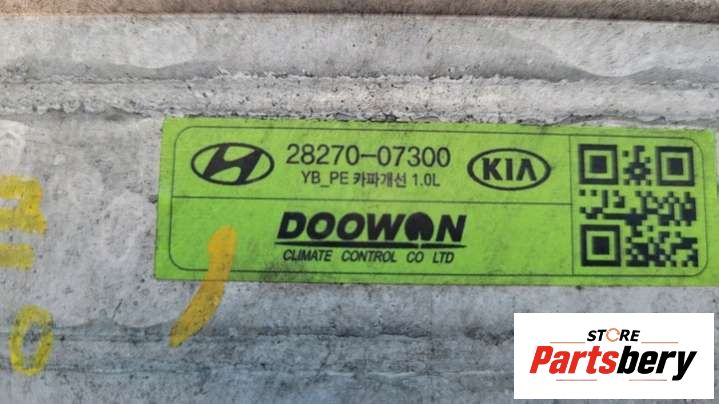 28270-07300
YB_PE 카파개선 1.0L
KIA
DOOWON
CLIMATE CONTROL CO LTD
STORE
Partsbery